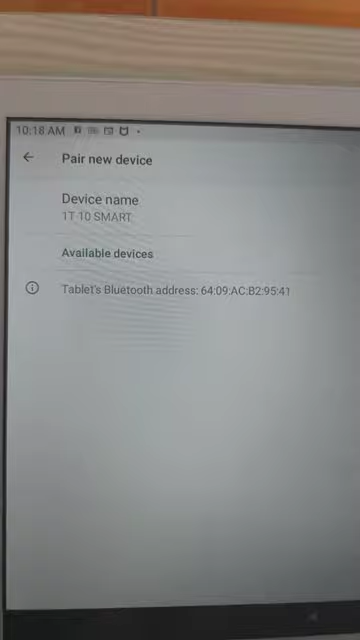 10:18 AM
Pair new device
Device name
1T 10 SMART
Available devices
Tablet's Bluetooth address: 64:09:AC:B2:95:41